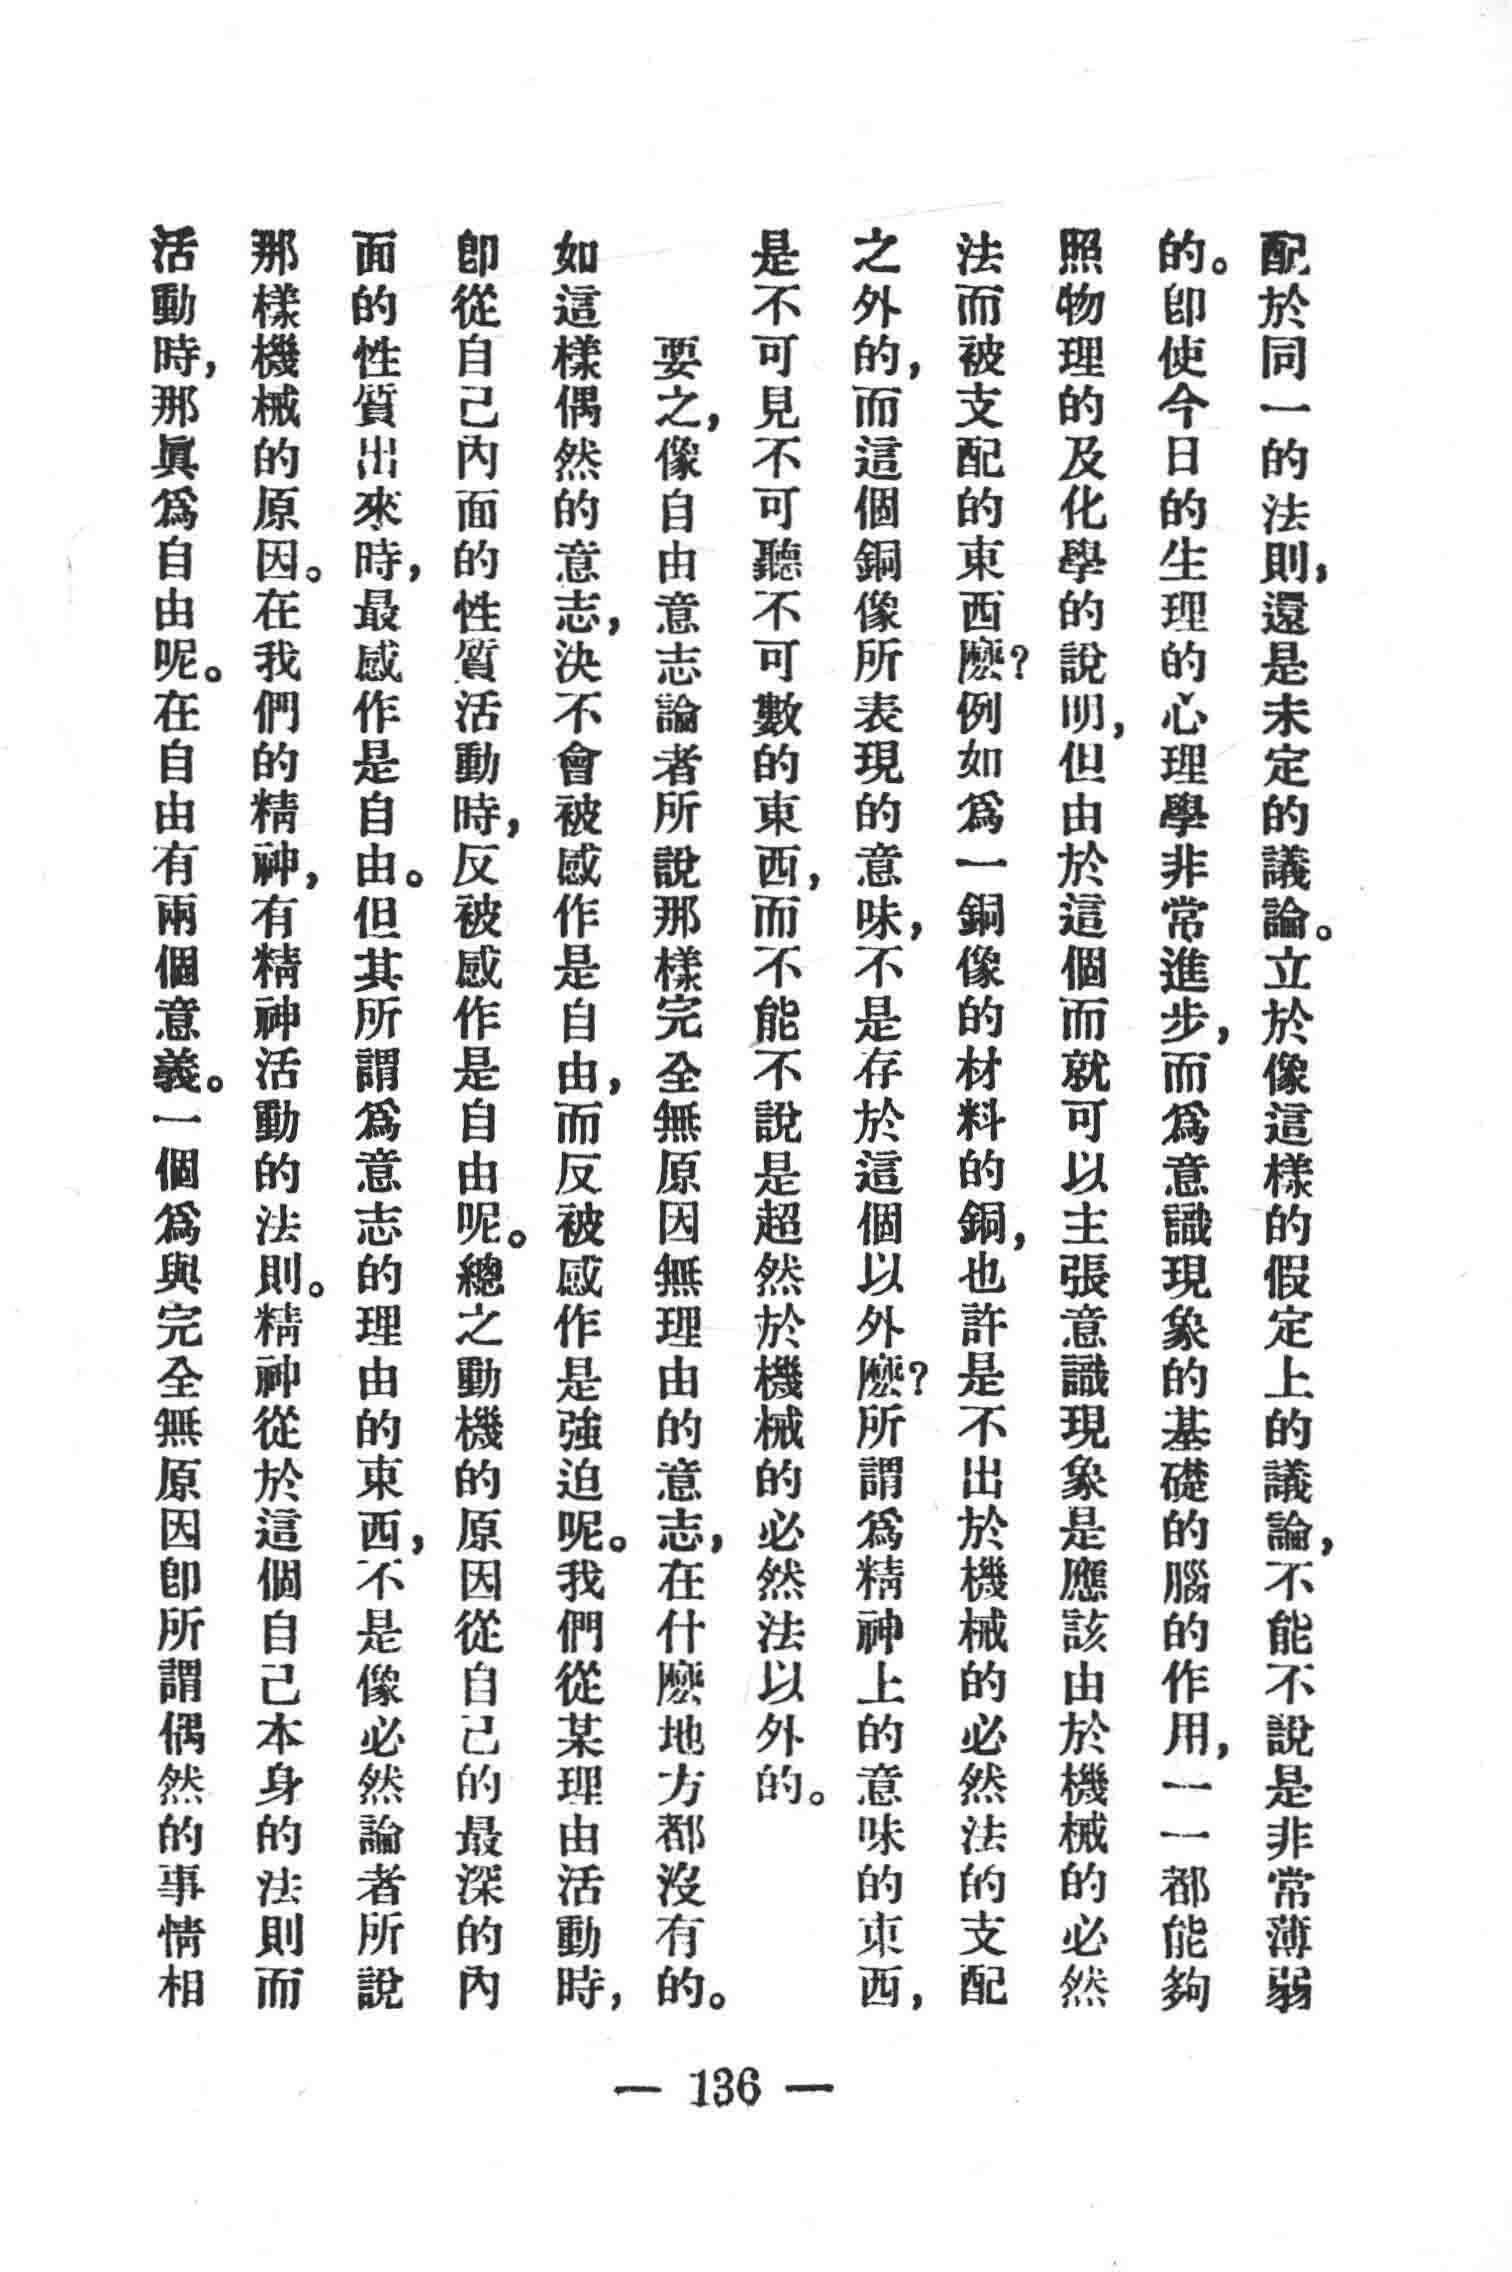 配於同一的法則，還是未定的議論。立於像這樣的假定上的議論，不能不說是非常薄弱
的。卽使今日的生理的心理學非常進步，而爲意識現象的基礎的腦的作用，一一都能夠
照物理的及化學的說明，但由於這個而就可以主張意識現象是應該由於機械的必然
法而被支配的東西麽？例如爲一銅像的材料的銅，也許是不出於機械的必然法的支配
之外的，而這個銅像所表現的意味，不是存於這個以外麽？所謂爲精神上的意味的東西，
是不可見不可聽不可數的東西，而不能不說是超然於機械的必然法以外的。
要之，像自由意志論者所說那樣完全無原因無理由的意志，在什麽地方都沒有的。
如這樣偶然的意志，決不會被感作是自由，而反被感作是強迫呢。我們從某理由活動時，
卽從自己內面的性質活動時，反被感作是自由呢。總之動機的原因從自己的最深的內
面的性質出來時，最感作是自由。但其所謂爲意志的理由的東西，不是像必然論者所說
那樣機械的原因。在我們的精神，有精神活動的法則。精神從於這個自己本身的法則而
活動時，那眞爲自由呢。在自由有兩個意義。一個爲與完全無原因卽所謂偶然的事情相
— 136 —